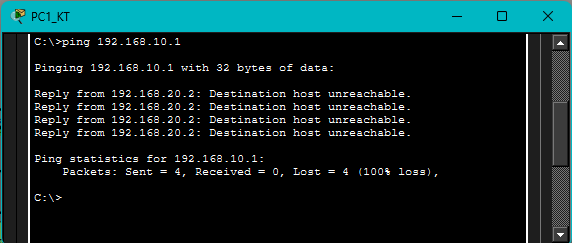 PC1_KT
C:\>ping 192.168.10.1
Pinging 192.168.10.1 with 32 bytes of data:
Reply from 192.168.20.2: Destination host unreachable.
Reply from 192.168.20.2: Destination host unreachable.
Reply from 192.168.20.2: Destination host unreachable.
Reply from 192.168.20.2: Destination host unreachable.
Ping statistics for 192.168.10.1:
Packets: Sent = 4, Received = 0, Lost = 4 (100% loss),
C:\>